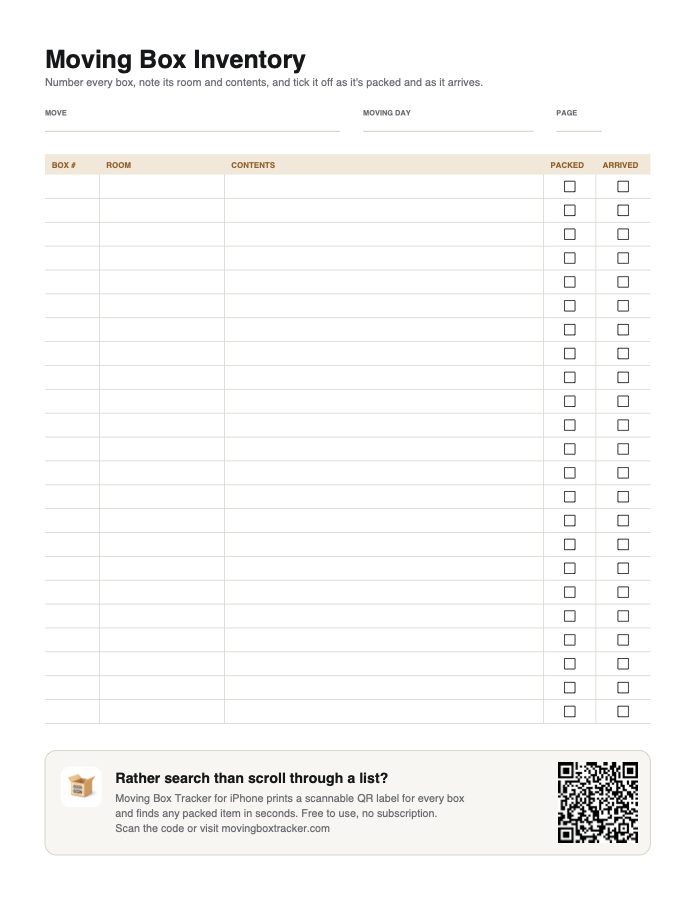 Moving Box Inventory
Number every box, note its room and contents, and tick it off as it's packed and as it arrives.
MOVE MOVING DAY PAGE
BOX # ROOM CONTENTS PACKED ARRIVED
Rather search than scroll through a list?
Moving Box Tracker for iPhone prints a scannable QR label for every box
and finds any packed item in seconds. Free to use, no subscription.
Scan the code or visit movingboxtracker.com